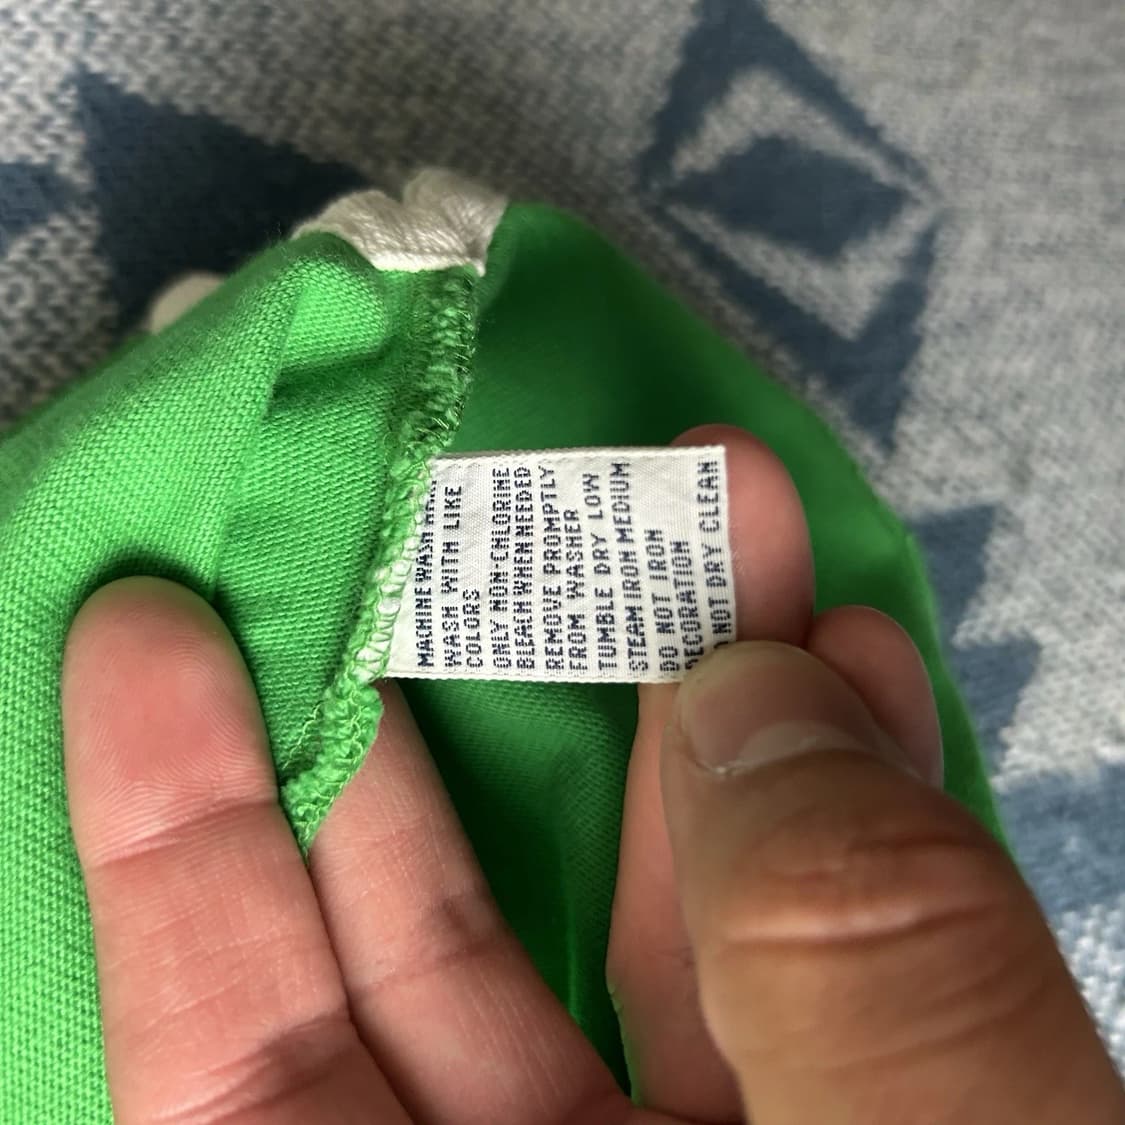 MACHINE WASH
WASH WITH LIKE
COLORS
ONLY NON-CHLORINE
BLEACH WHEN NEEDED
REMOVE PROMPTLY
FROM WASHER
TUMBLE DRY LOW
STEAM IRON MEDIUM
DO NOT IRON
DECORATION
NOT DRY CLEAN